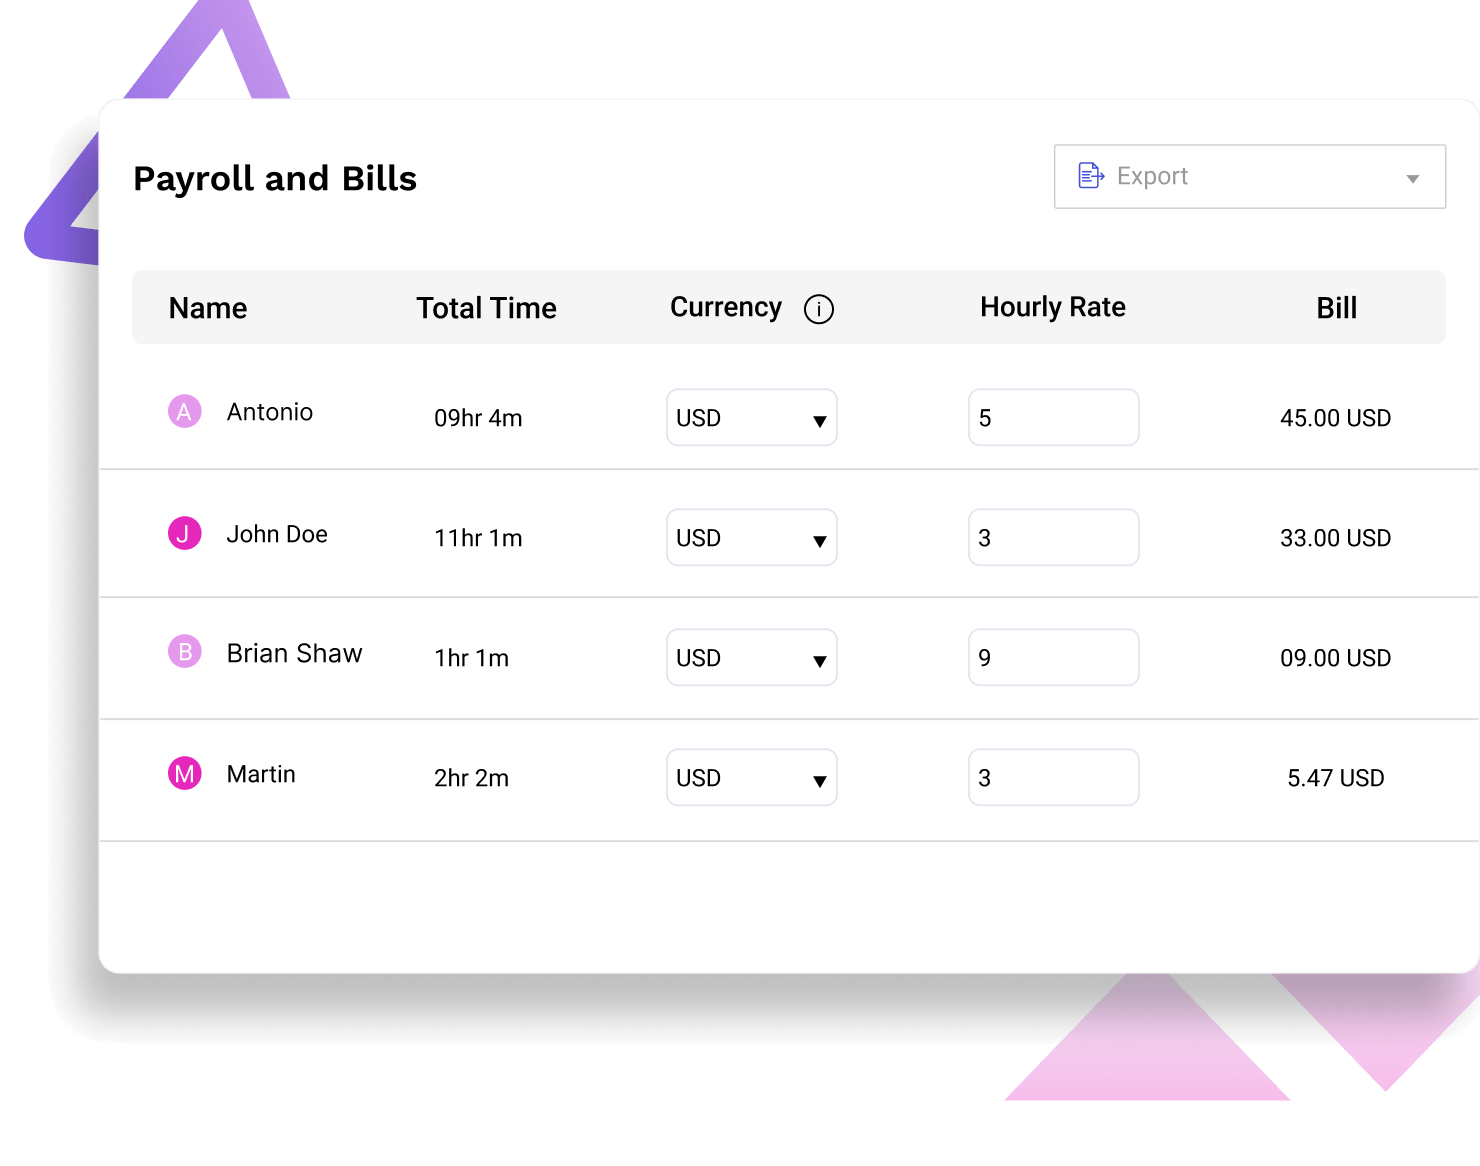 Payroll and Bills
Export
Name Total Time Currency i Hourly Rate Bill
A Antonio 09hr 4m USD 5 45.00 USD
J John Doe 11hr 1m USD 3 33.00 USD
B Brian Shaw 1hr 1m USD 9 09.00 USD
M Martin 2hr 2m USD 3 5.47 USD